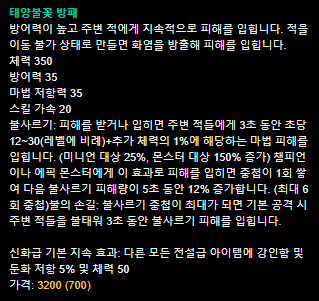 태양불꽃 방패
방어력이 높고 주변 적에게 지속적으로 피해를 입힙니다. 적을
이동 불가 상태로 만들면 화염을 방출해 피해를 입힙니다.
체력 350
방어력 35
마법 저항력 35
스킬 가속 20
불사르기: 피해를 받거나 입히면 주변 적들에게 3초 동안 초당
12~30(레벨에 비례)+추가 체력의 1%에 해당하는 마법 피해를
입힙니다. (미니언 대상 25%, 몬스터 대상 150% 증가) 챔피언
이나 에픽 몬스터에게 이 효과로 피해를 입히면 중첩이 1회 쌓
여 다음 불사르기 피해량이 5초 동안 12% 증가합니다. (최대 6
회 중첩)불의 손길: 불사르기 중첩이 최대가 되면 기본 공격 시
주변 적들을 불태워 3초 동안 불사르기 피해를 입힙니다.
신화급 기본 지속 효과: 다른 모든 전설급 아이템에 강인함 및
둔화 저항 5% 및 체력 50
가격: 3200 (700)